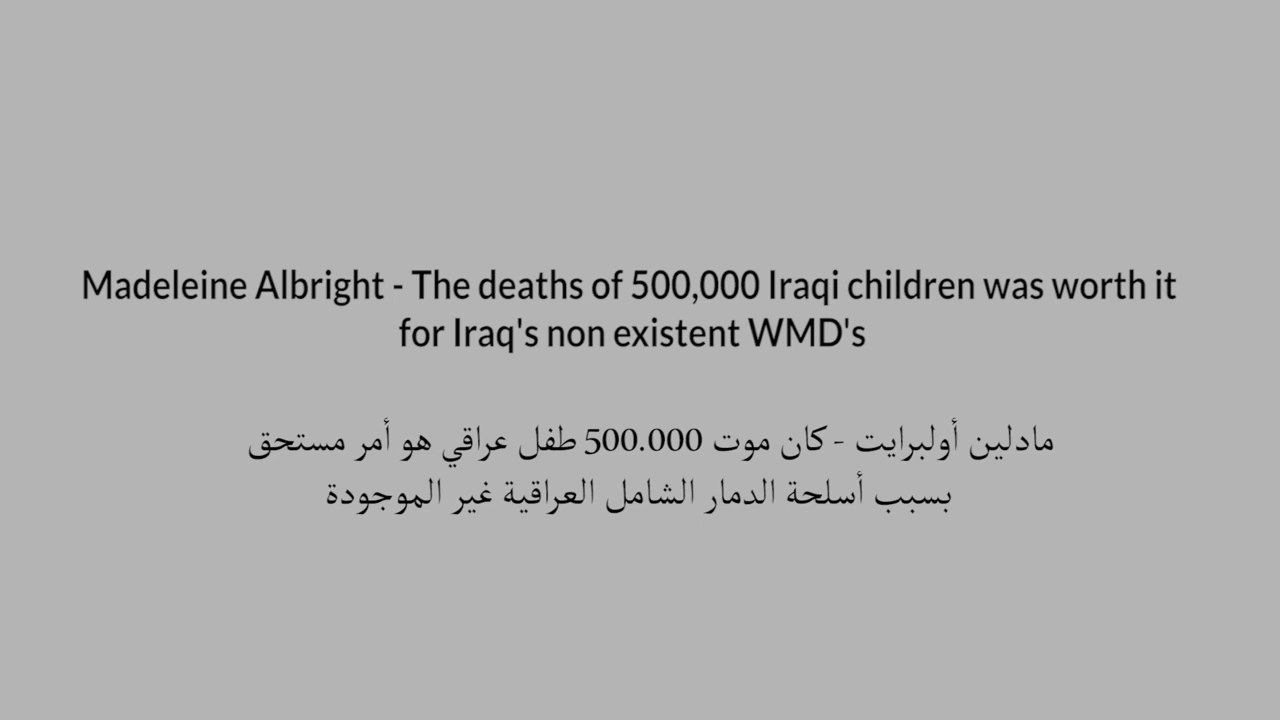 Madeleine Albright - The deaths of 500,000 Iraqi children was worth it
for Iraq's non existent WMD's
مادلين أولبرايت - كان موت 500.000 طفل عراقي هو أمر مستحق
بسبب أسلحة الدمار الشامل العراقية غير الموجودة